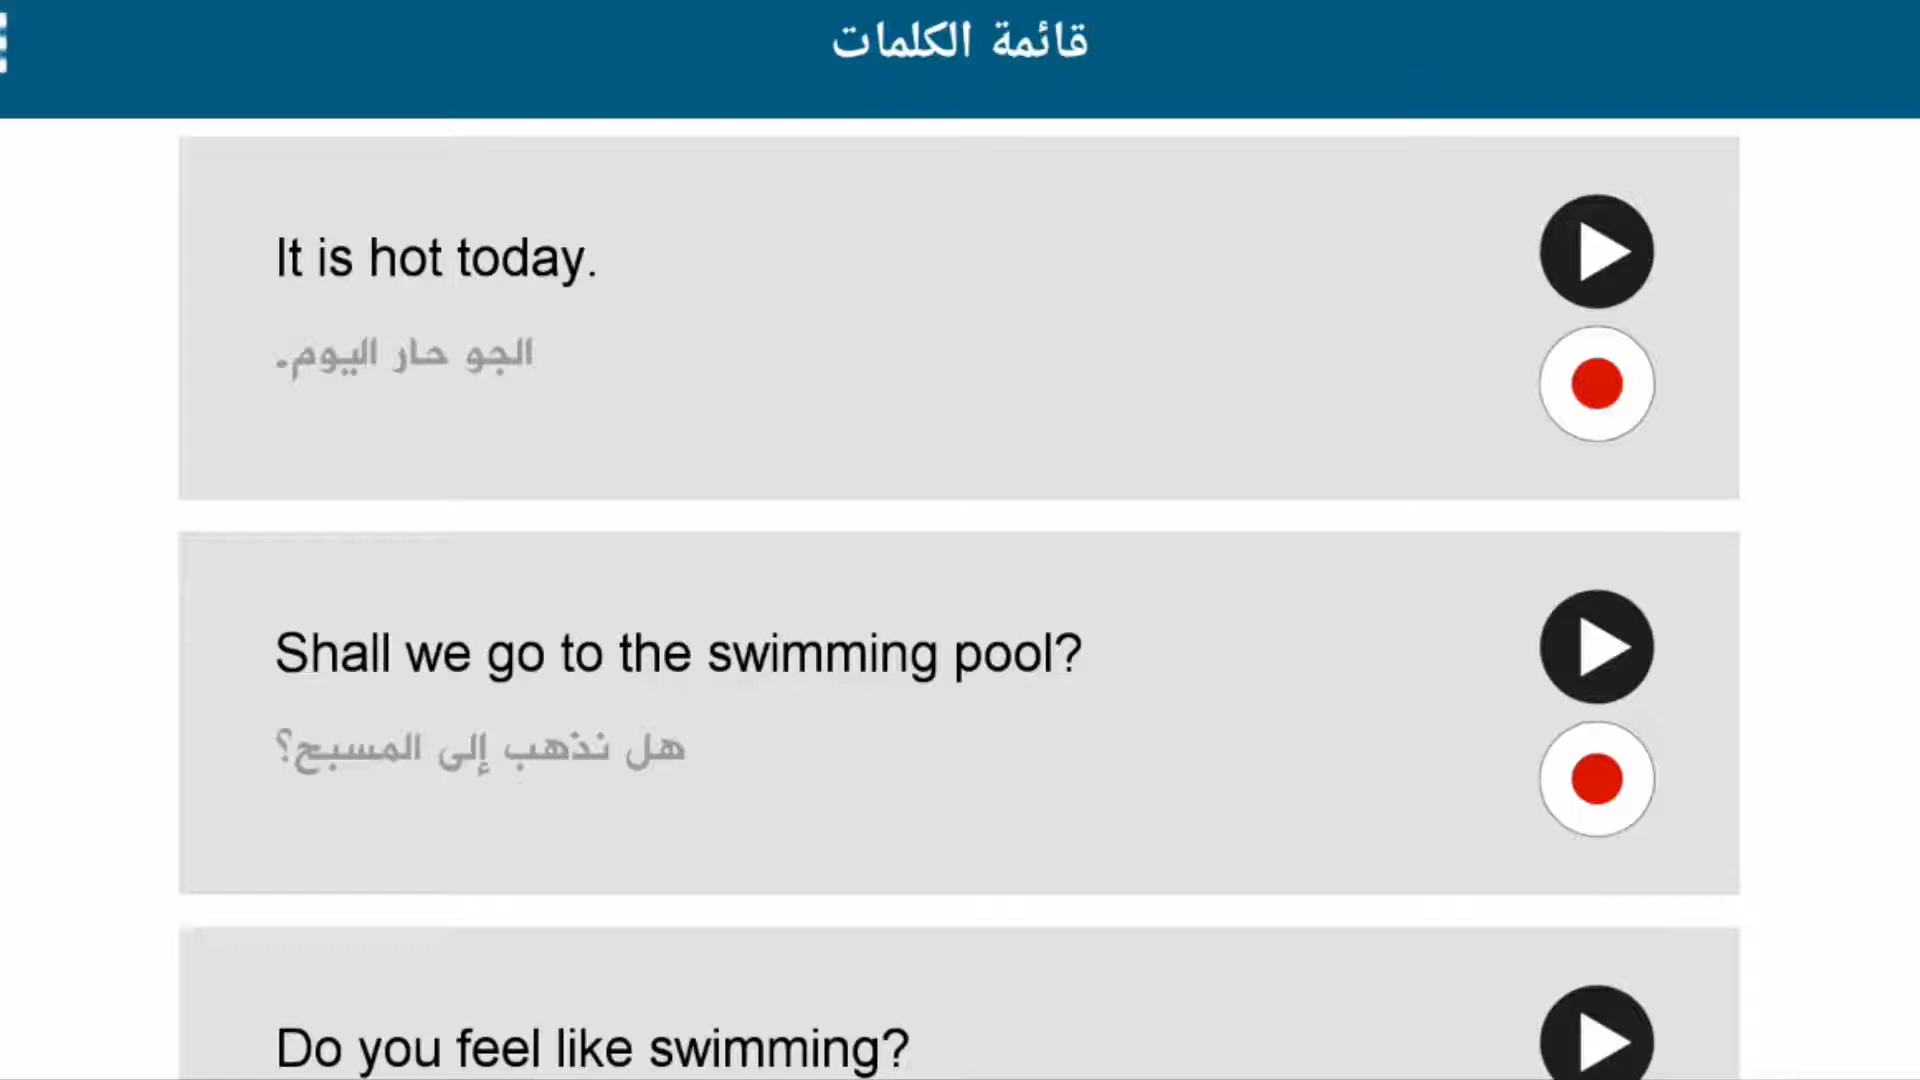 قائمة الكلمات
It is hot today.
الجو حار اليوم.
Shall we go to the swimming pool?
هل نذهب إلى المسبح؟
Do you feel like swimming?